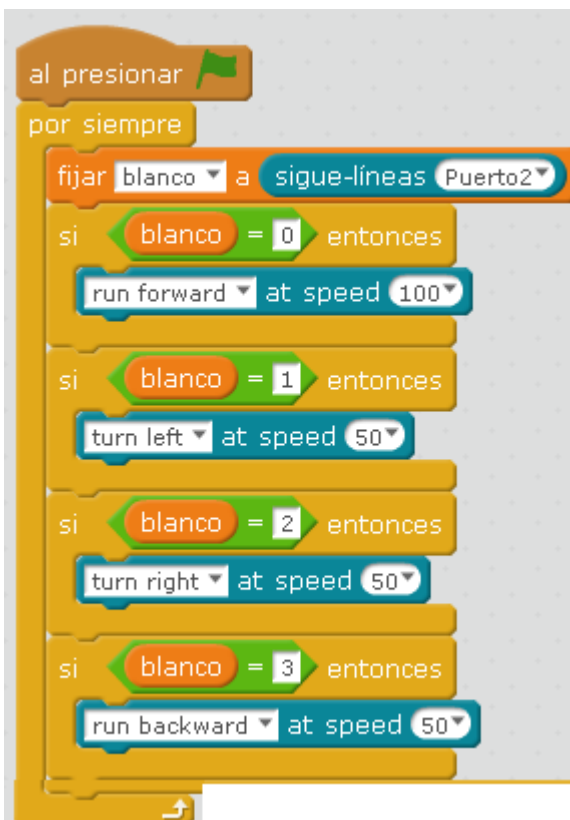 al presionar
por siempre
fijar blanco a sigue-líneas Puerto2
si blanco = 0 entonces
run forward at speed 100
si blanco = 1 entonces
turn left at speed 50
si blanco = 2 entonces
turn right at speed 50
si blanco = 3 entonces
run backward at speed 50